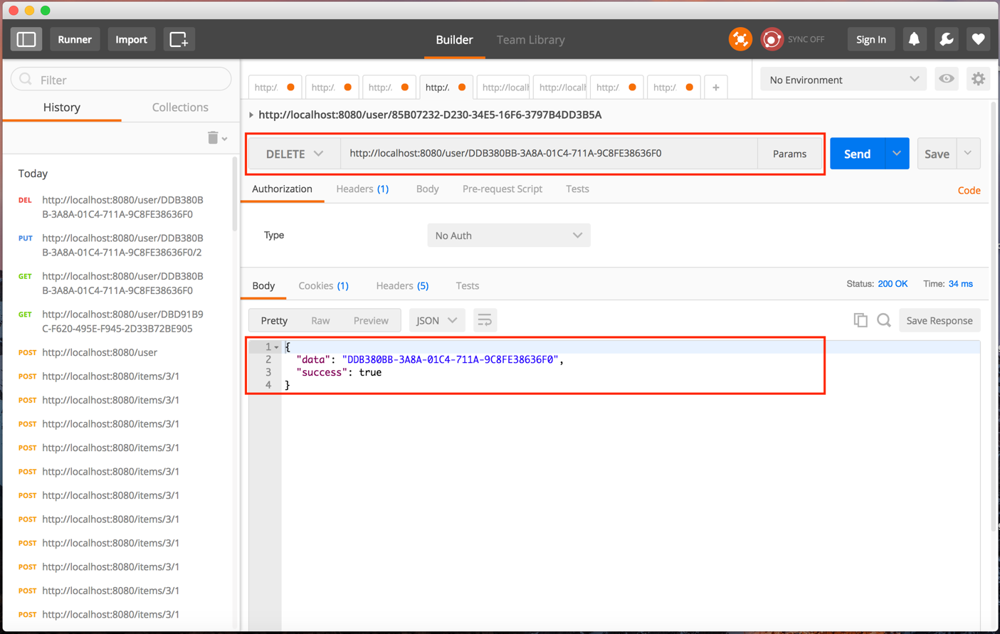 Runner
Import
Builder
Team Library
SYNC OFF
Sign In
Filter
History
Collections
Today
DEL http://localhost:8080/user/DDB380B
B-3A8A-01C4-711A-9C8FE38636F0
PUT http://localhost:8080/user/DDB380B
B-3A8A-01C4-711A-9C8FE38636F0/2
GET http://localhost:8080/user/DDB380B
B-3A8A-01C4-711A-9C8FE38636F0
GET http://localhost:8080/user/DBD91B9
C-F620-495E-F945-2D33B72BE905
POST http://localhost:8080/user
POST http://localhost:8080/items/3/1
POST http://localhost:8080/items/3/1
POST http://localhost:8080/items/3/1
POST http://localhost:8080/items/3/1
POST http://localhost:8080/items/3/1
POST http://localhost:8080/items/3/1
POST http://localhost:8080/items/3/1
POST http://localhost:8080/items/3/1
POST http://localhost:8080/items/3/1
POST http://localhost:8080/items/3/1
POST http://localhost:8080/items/3/1
http:/. http:/. http:/. http:/. http://locall http://locall http:/. http:/. +
No Environment
http://localhost:8080/user/85B07232-D230-34E5-16F6-3797B4DD3B5A
DELETE http://localhost:8080/user/DDB380BB-3A8A-01C4-711A-9C8FE38636F0 Params
Send
Save
Authorization Headers (1) Body Pre-request Script Tests
Code
Type No Auth
Body Cookies (1) Headers (5) Tests
Status: 200 OK Time: 34 ms
Pretty Raw Preview JSON
Save Response
1 {
2 "data": "DDB380BB-3A8A-01C4-711A-9C8FE38636F0",
3 "success": true
4 }